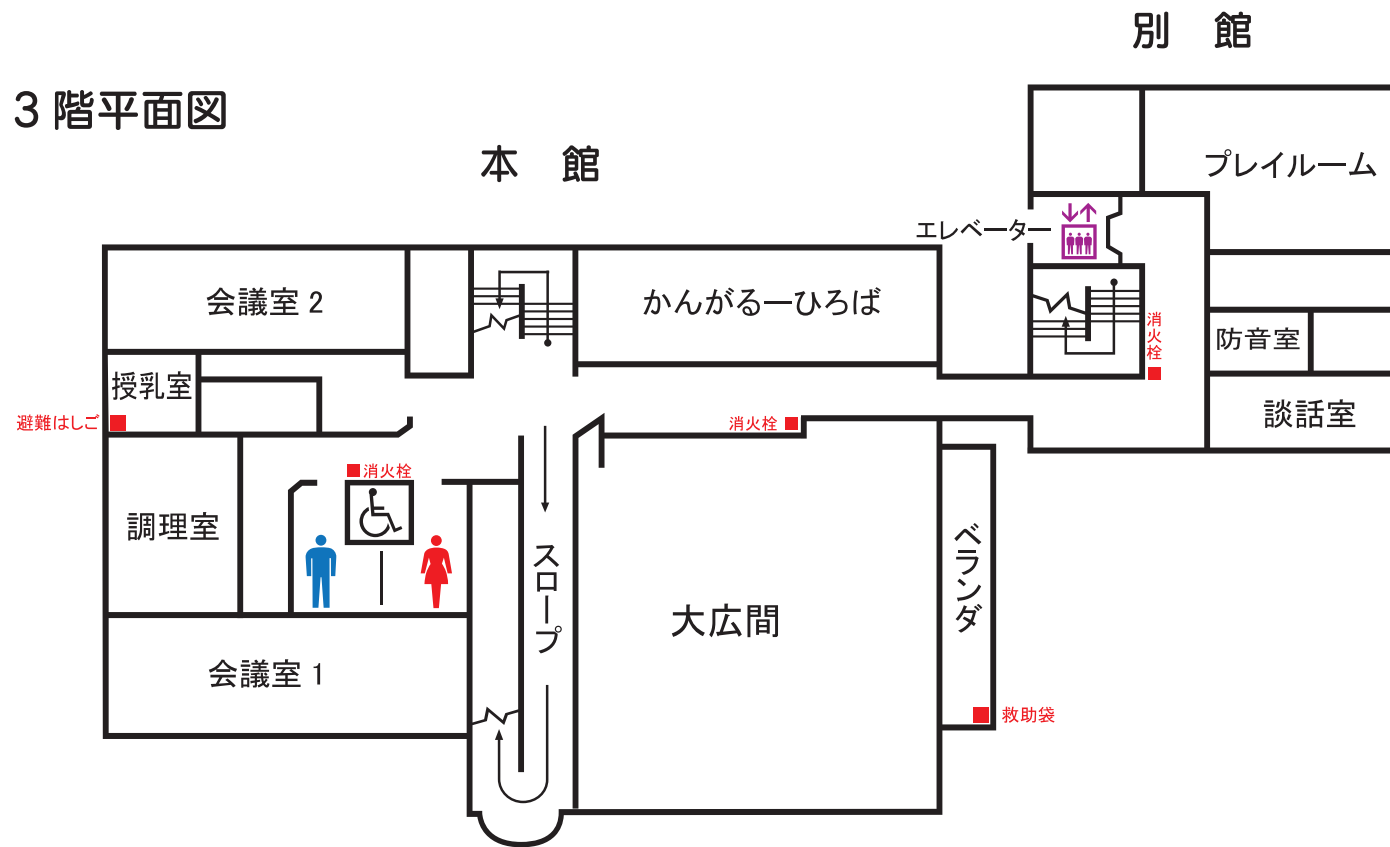 別 館
3 階平面図
本 館
プレイルーム
エレベーター
会議室 2
かんがるーひろば
消火栓
防音室
授乳室
談話室
避難はしご
消火栓
消火栓
調理室
スロープ
ベランダ
大広間
会議室 1
救助袋